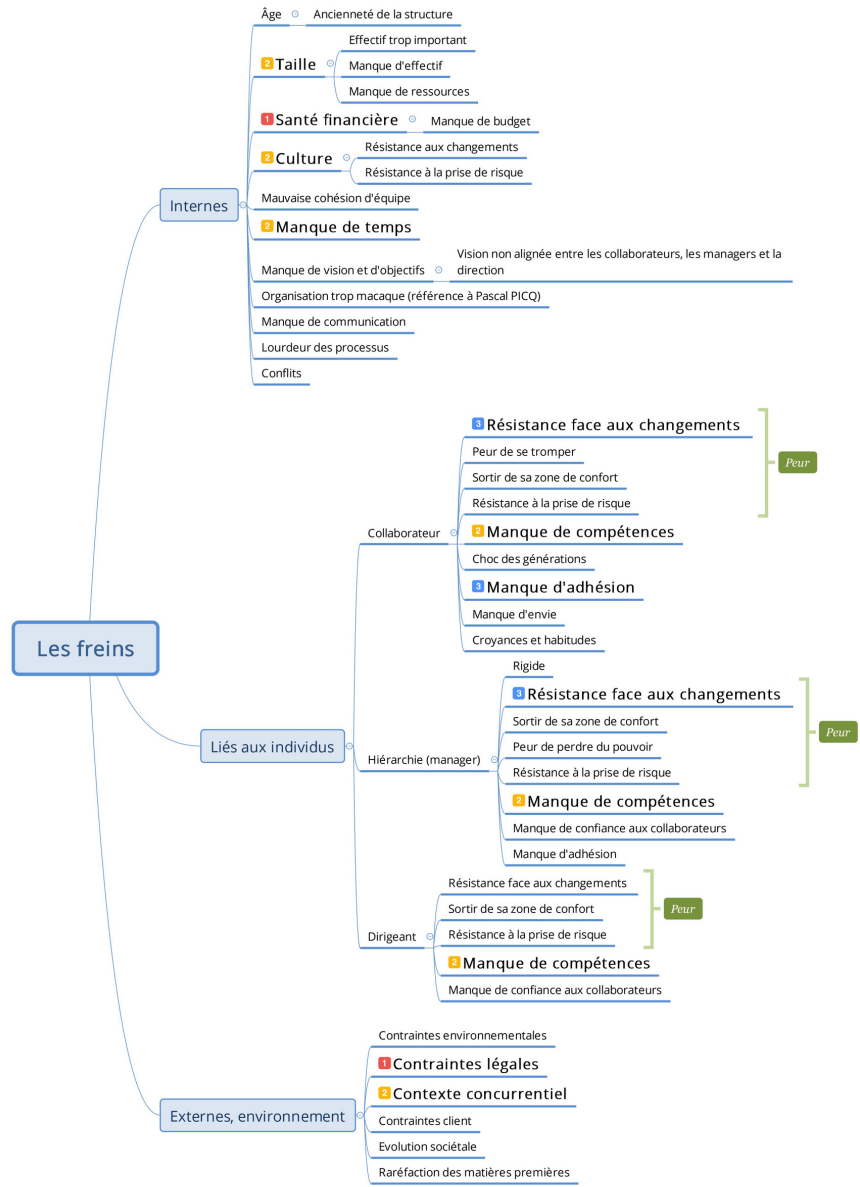 Les freins
Internes
Âge
Ancienneté de la structure
2 Taille
Effectif trop important
Manque d'effectif
Manque de ressources
1 Santé financière
Manque de budget
2 Culture
Résistance aux changements
Résistance à la prise de risque
Mauvaise cohésion d'équipe
2 Manque de temps
Manque de vision et d'objectifs
Vision non alignée entre les collaborateurs, les managers et la
direction
Organisation trop macaque (référence à Pascal PICQ)
Manque de communication
Lourdeur des processus
Conflits
Liés aux individus
Collaborateur
3 Résistance face aux changements
Peur de se tromper
Sortir de sa zone de confort
Résistance à la prise de risque
Peur
2 Manque de compétences
Choc des générations
3 Manque d'adhésion
Manque d'envie
Croyances et habitudes
Hiérarchie (manager)
Rigide
3 Résistance face aux changements
Sortir de sa zone de confort
Peur de perdre du pouvoir
Résistance à la prise de risque
Peur
2 Manque de compétences
Manque de confiance aux collaborateurs
Manque d'adhésion
Dirigeant
Résistance face aux changements
Sortir de sa zone de confort
Résistance à la prise de risque
Peur
2 Manque de compétences
Manque de confiance aux collaborateurs
Externes, environnement
Contraintes environnementales
1 Contraintes légales
2 Contexte concurrentiel
Contraintes client
Evolution sociétale
Raréfaction des matières premières